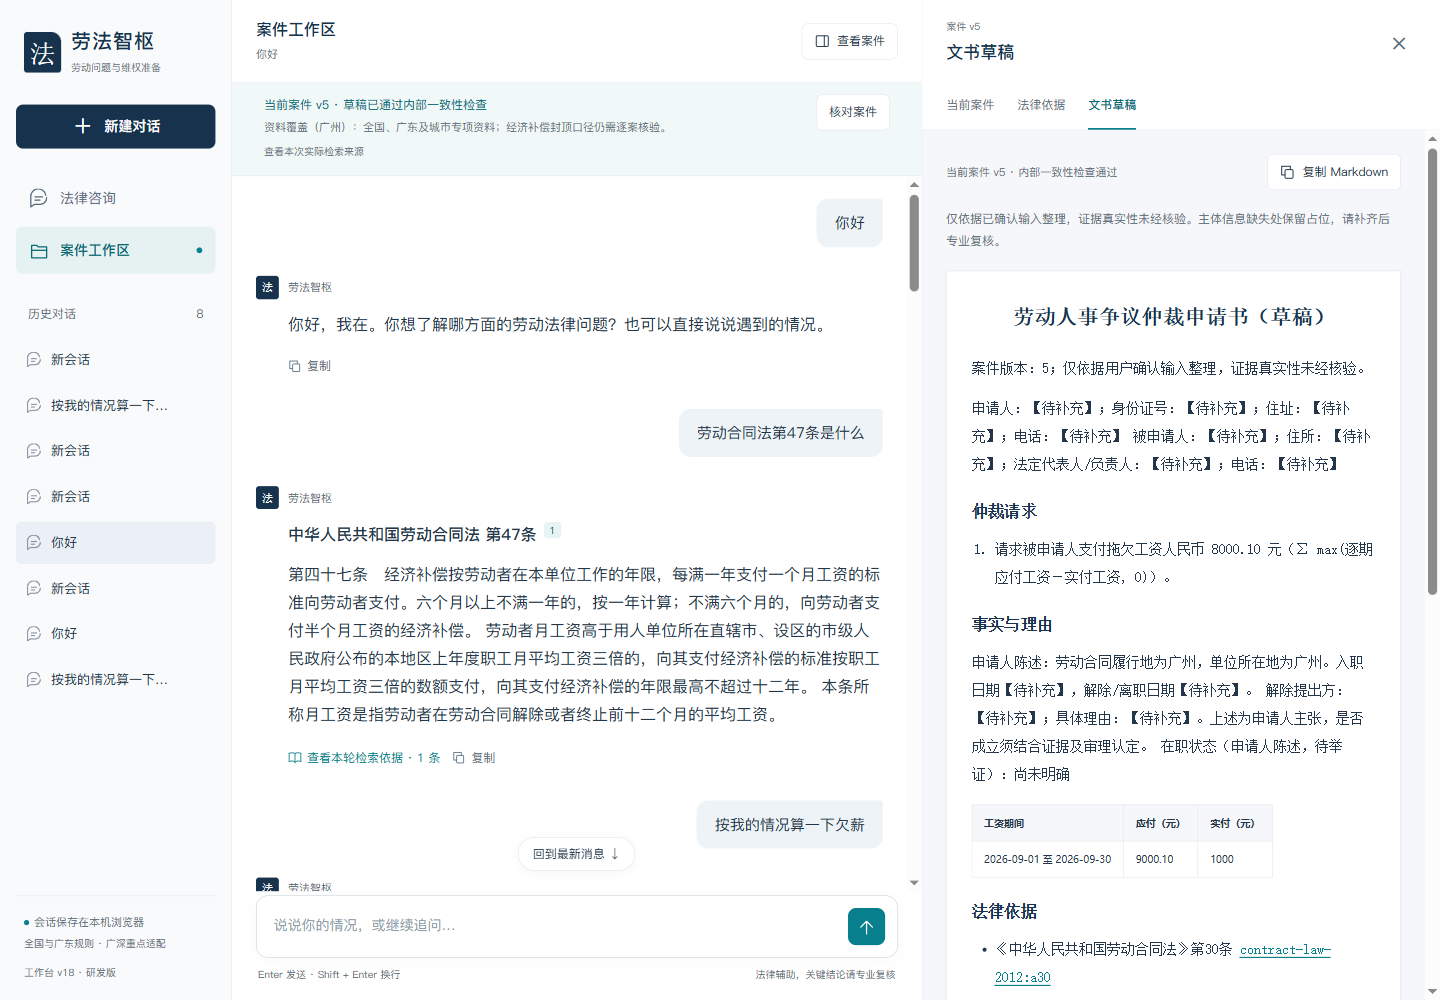 法
劳法智枢
劳动问题与维权准备
新建对话
法律咨询
案件工作区
历史对话 8
新会话
按我的情况算一下...
新会话
新会话
你好
新会话
你好
按我的情况算一下...
会话保存在本机浏览器
全国与广东规则 · 广深重点适配
工作台 v18 · 研发版
案件工作区
你好
查看案件
当前案件 v5 · 草稿已通过内部一致性检查
资料覆盖（广州）：全国、广东及城市专项资料；经济补偿封顶口径仍需逐案核验。
查看本次实际检索来源
核对案件
你好
法 劳法智枢
你好，我在。你想了解哪方面的劳动法律问题？也可以直接说说遇到的情况。
复制
劳动合同法第47条是什么
法 劳法智枢
中华人民共和国劳动合同法 第47条 1
第四十七条　经济补偿按劳动者在本单位工作的年限，每满一年支付一个月工资的标
准向劳动者支付。六个月以上不满一年的，按一年计算；不满六个月的，向劳动者支
付半个月工资的经济补偿。 劳动者月工资高于用人单位所在直辖市、设区的市级人
民政府公布的本地区上年度职工月平均工资三倍的，向其支付经济补偿的标准按职工
月平均工资三倍的数额支付，向其支付经济补偿的年限最高不超过十二年。 本条所
称月工资是指劳动者在劳动合同解除或者终止前十二个月的平均工资。
查看本轮检索依据 · 1 条 复制
按我的情况算一下欠薪
回到最新消息 ↓
法 劳法智枢
说说你的情况，或继续追问...
Enter 发送 · Shift + Enter 换行
法律辅助，关键结论请专业复核
案件 v5
文书草稿
当前案件 法律依据 文书草稿
当前案件 v5 · 内部一致性检查通过
复制 Markdown
仅依据已确认输入整理，证据真实性未经核验。主体信息缺失处保留占位，请补齐后
专业复核。
劳动人事争议仲裁申请书（草稿）
案件版本：5；仅依据用户确认输入整理，证据真实性未经核验。
申请人：【待补充】；身份证号：【待补充】；住址：【待补
充】；电话：【待补充】 被申请人：【待补充】；住所：【待补
充】；法定代表人/负责人：【待补充】；电话：【待补充】
仲裁请求
1. 请求被申请人支付拖欠工资人民币 8000.10 元（Σ max(逐期
应付工资－实付工资, 0)）。
事实与理由
申请人陈述：劳动合同履行地为广州，单位所在地为广州。入职
日期【待补充】，解除/离职日期【待补充】。 解除提出方：
【待补充】；具体理由：【待补充】。上述为申请人主张，是否
成立须结合证据及审理认定。 在职状态（申请人陈述，待举
证）：尚未明确
工资期间 应付（元） 实付（元）
2026-09-01 至 2026-09-30 9000.10 1000
法律依据
• 《中华人民共和国劳动合同法》第30条 contract-law-
2012:a30